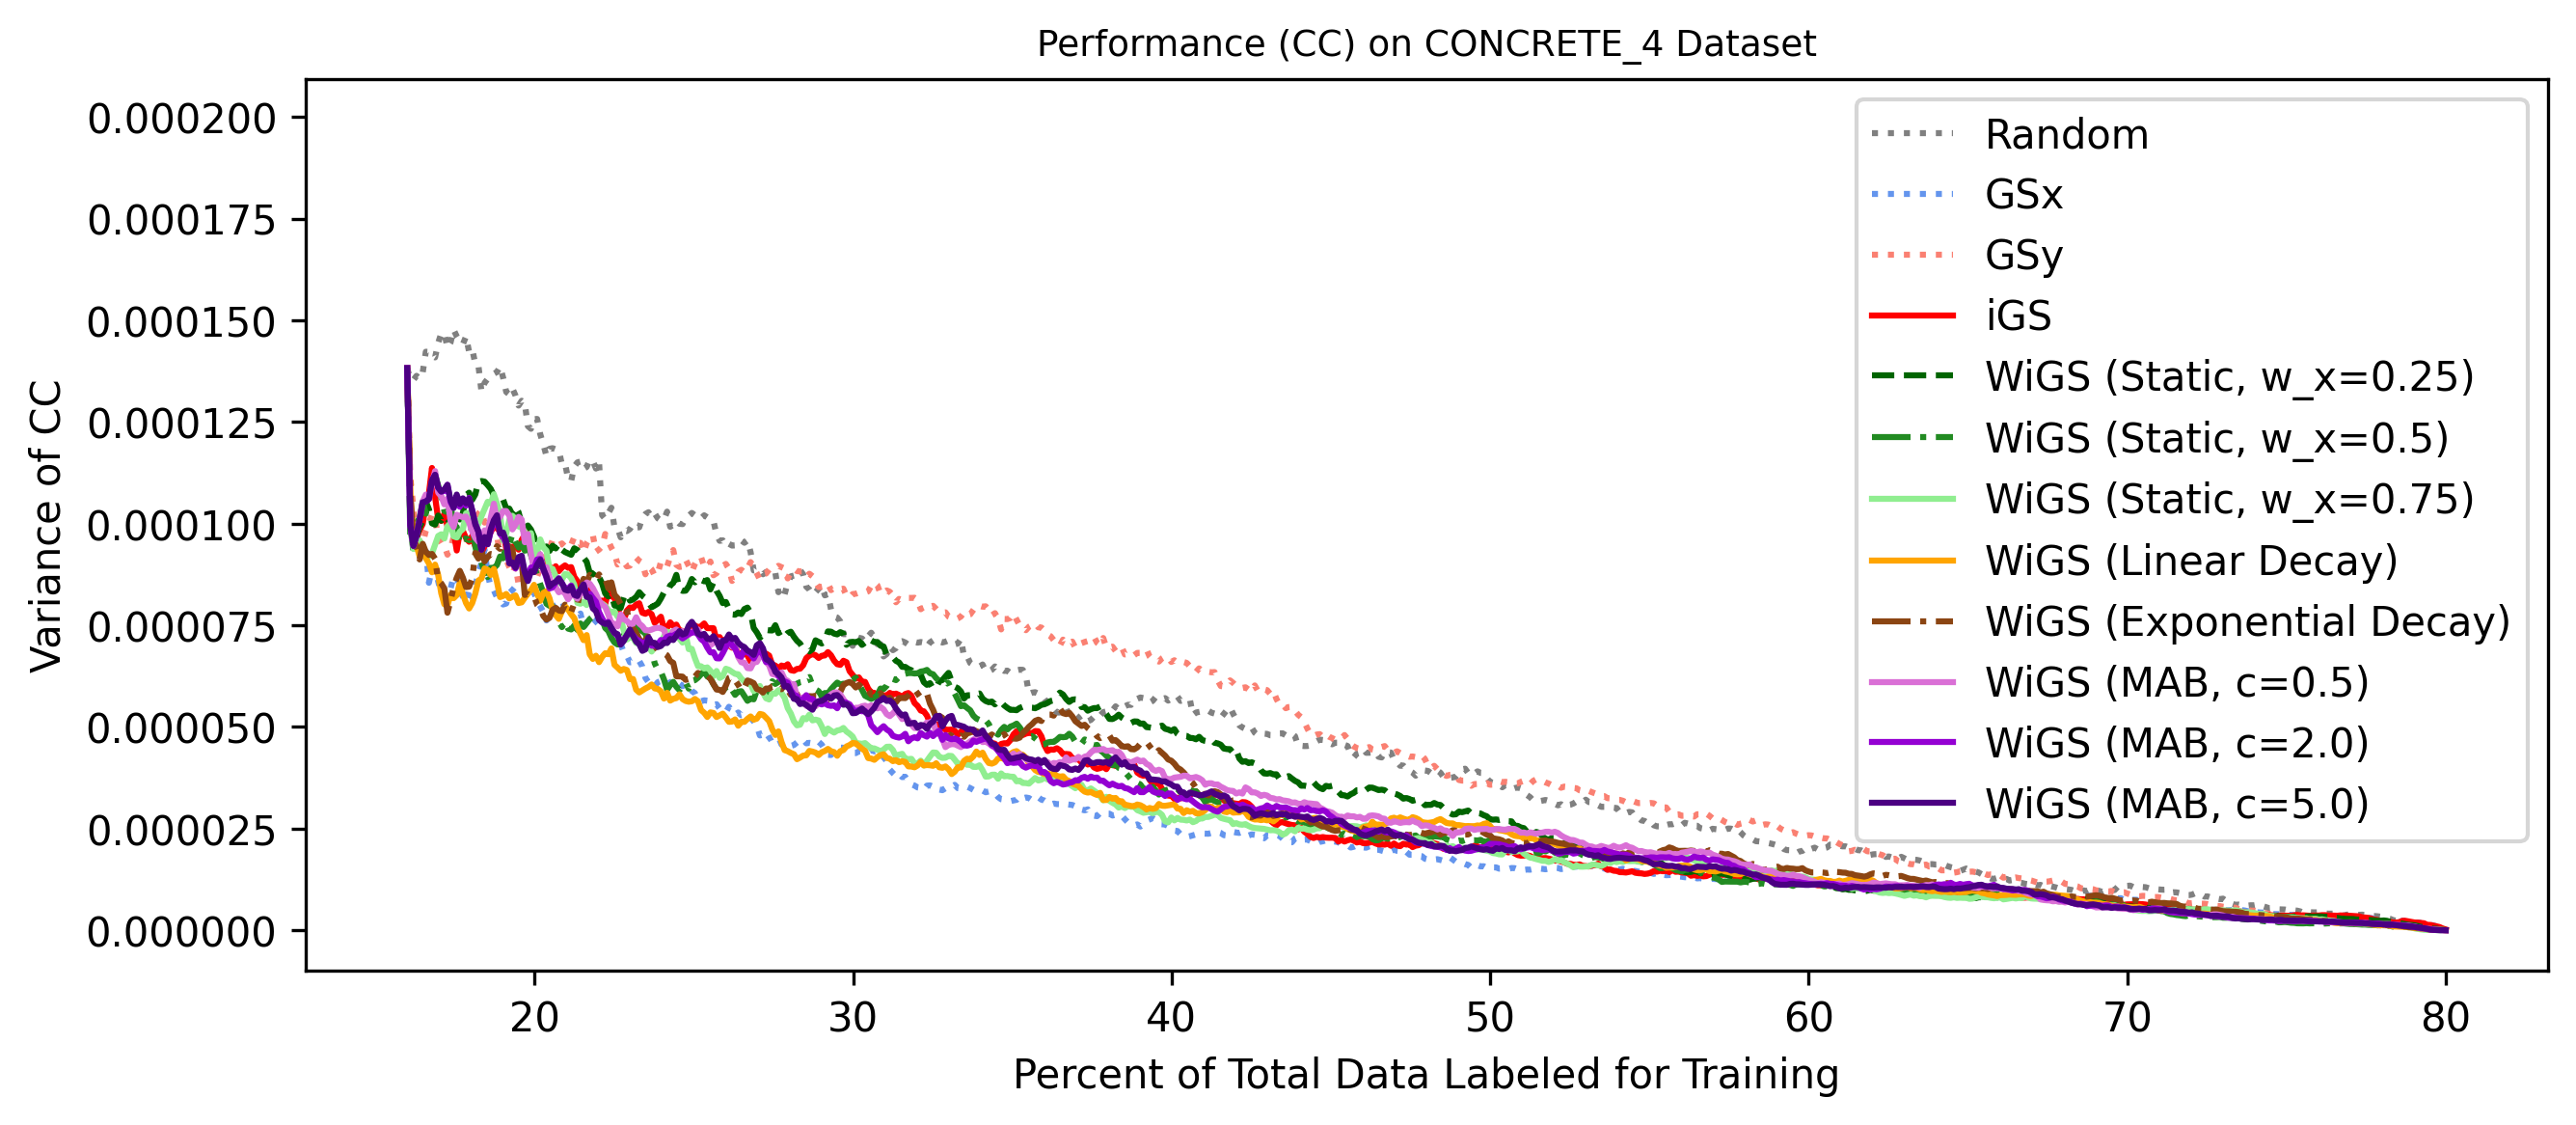 Performance (CC) on CONCRETE_4 Dataset
Variance of CC
0.000200
0.000175
0.000150
0.000125
0.000100
0.000075
0.000050
0.000025
0.000000
Random
GSx
GSy
iGS
WiGS (Static, w_x=0.25)
WiGS (Static, w_x=0.5)
WiGS (Static, w_x=0.75)
WiGS (Linear Decay)
WiGS (Exponential Decay)
WiGS (MAB, c=0.5)
WiGS (MAB, c=2.0)
WiGS (MAB, c=5.0)
20 30 40 50 60 70 80
Percent of Total Data Labeled for Training